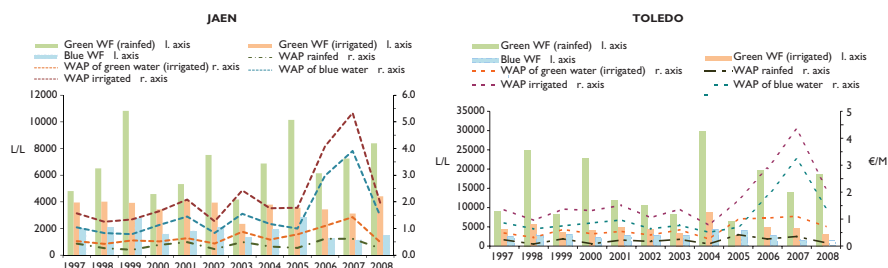 JAEN
Green WF (rainfed) l. axis
Green WF (irrigated) l. axis
Blue WF l. axis
WAP rainfed r. axis
WAP of green water (irrigated) r. axis
WAP of blue water r. axis
WAP irrigated r. axis
12000 6.0
10000 5.0
8000 4.0
L/L
6000 3.0
4000 2.0
2000 1.0
0 0.0
1997 1998 1999 2000 2001 2002 2003 2004 2005 2006 2007 2008
TOLEDO
Green WF (rainfed) l. axis
Blue WF l. axis
Green WF (irrigated) l. axis
WAP of green water (irrigated) r. axis
WAP rainfed r. axis
WAP irrigated r. axis
WAP of blue water r. axis
35000 5
30000
25000 4
L/L €/M
20000 3
15000 2
10000
5000 1
0 0
1997 1998 1999 2000 2001 2002 2003 2004 2005 2006 2007 2008